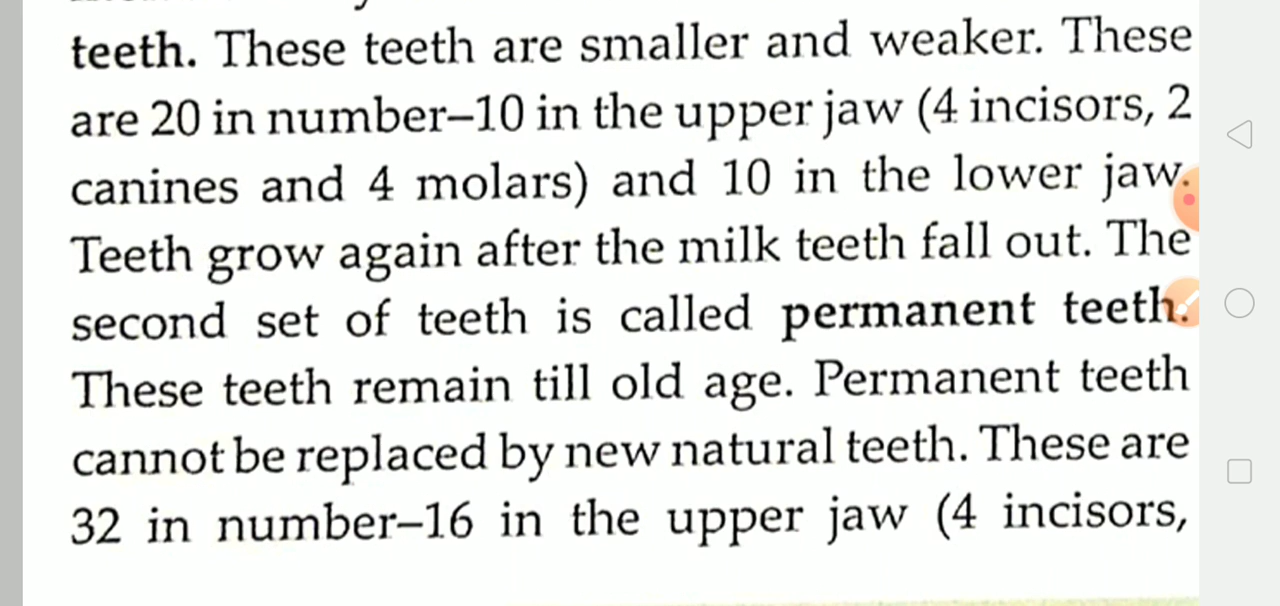 teeth. These teeth are smaller and weaker. These
are 20 in number–10 in the upper jaw (4 incisors, 2
canines and 4 molars) and 10 in the lower jaw.
Teeth grow again after the milk teeth fall out. The
second set of teeth is called permanent teeth.
These teeth remain till old age. Permanent teeth
cannot be replaced by new natural teeth. These are
32 in number–16 in the upper jaw (4 incisors,